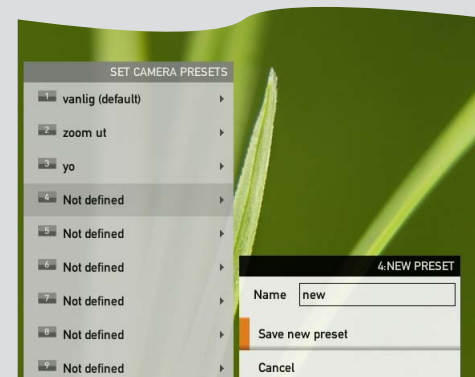 SET CAMERA PRESETS
1 vanlig (default)
2 zoom ut
3 yo
4 Not defined
5 Not defined
6 Not defined
7 Not defined
8 Not defined
9 Not defined
4:NEW PRESET
Name new
Save new preset
Cancel